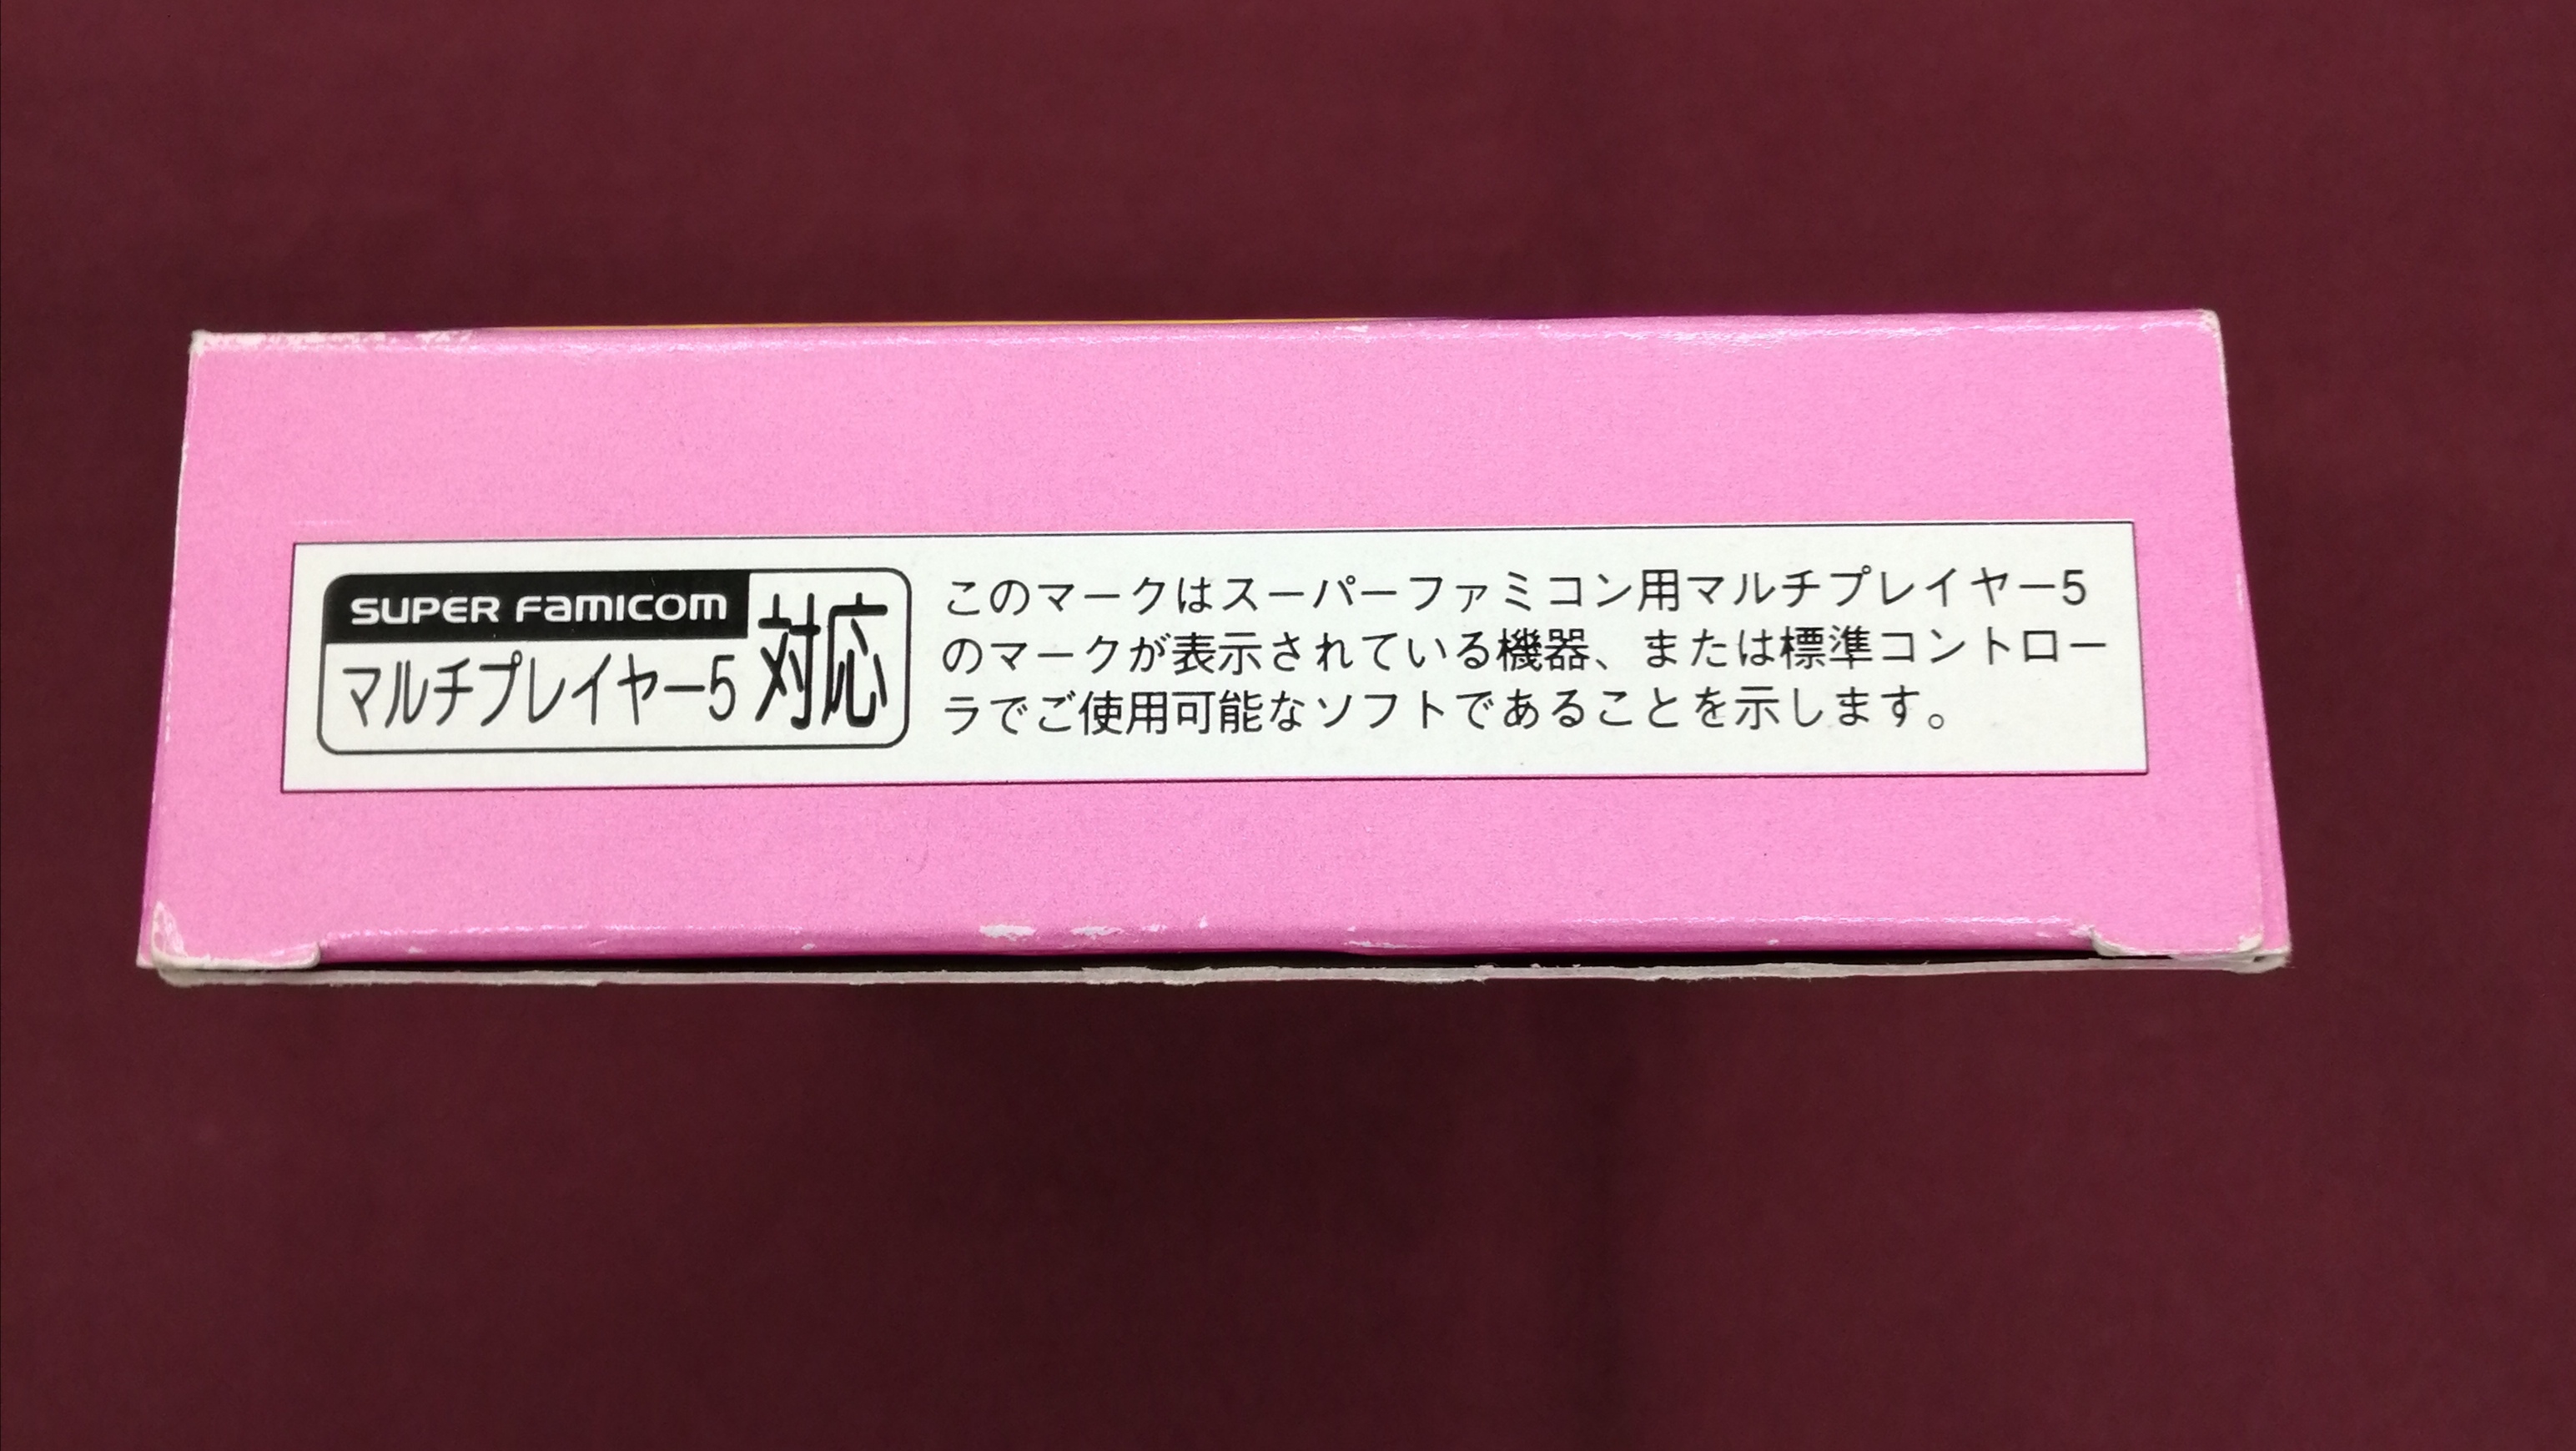 SUPER FAMICOM
マルチプレイヤー5 対応
このマークはスーパーファミコン用マルチプレイヤー5
のマークが表示されている機器、または標準コントロー
ラでご使用可能なソフトであることを示します。